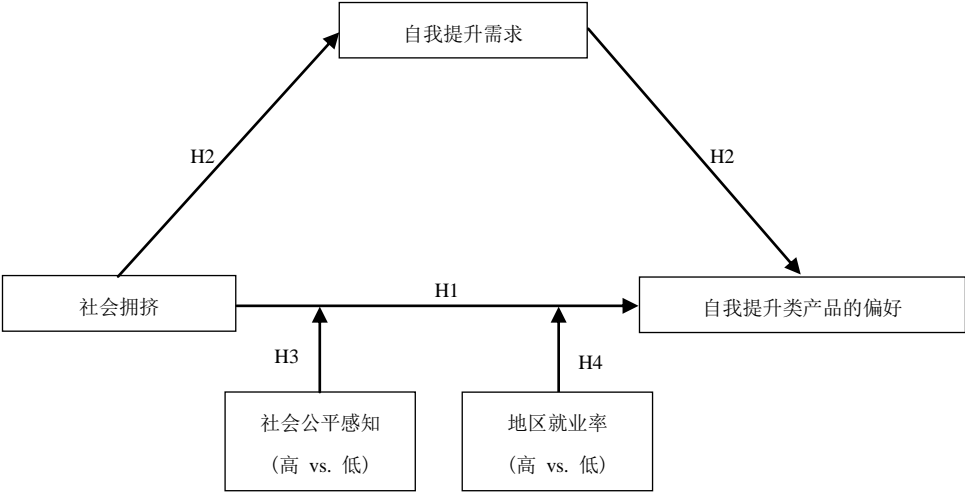 自我提升需求
H2
H2
社会拥挤
H1
自我提升类产品的偏好
H3
H4
社会公平感知
（高 vs. 低）
地区就业率
（高 vs. 低）